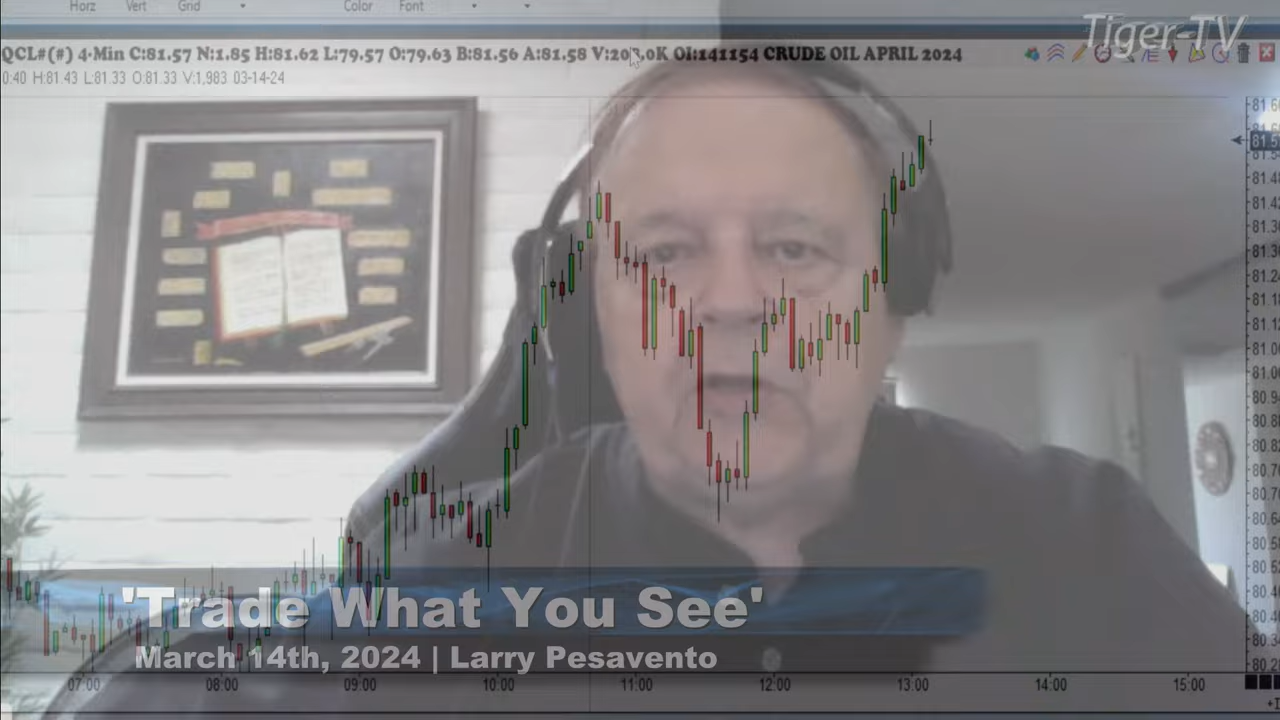 Horz Vert Grid Color Font
Tiger-TV
QCL#(#) 4-Min C:81.57 N:1.85 H:81.62 L:79.57 O:79.63 B:81.56 A:81.58 OI:141154 CRUDE OIL APRIL 2024
0:40 H:81.43 L:81.33 O:81.33 V:1,983 03-14-24
'Trade What You See'
March 14th, 2024 | Larry Pesavento
07:00 08:00 09:00 10:00 11:00 12:00 13:00 14:00 15:00